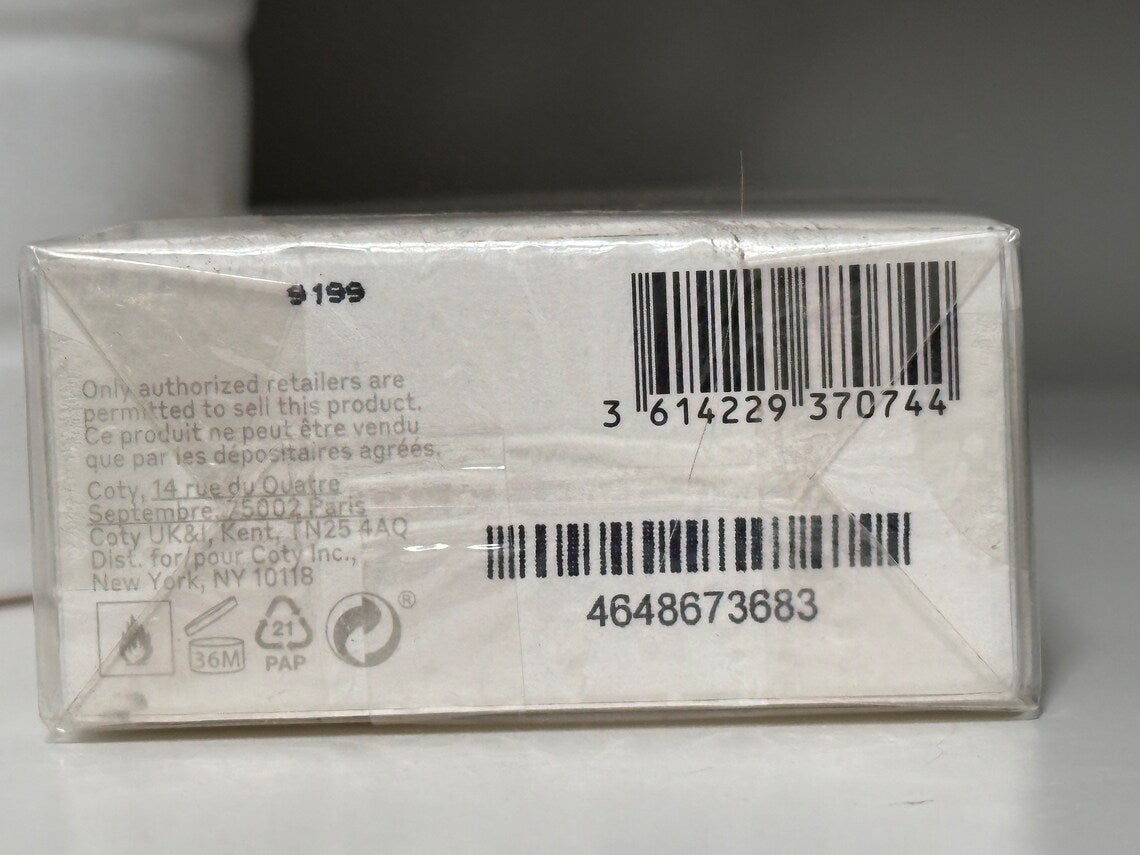 9199
Only authorized retailers are
permitted to sell this product.
Ce produit ne peut être vendu
que par les dépositaires agréés.
Coty, 14 rue du Quatre
Septembre, 75002 Paris
Coty UK&I, Kent, TN25 4AQ
Dist. for/pour Coty Inc.,
New York, NY 10118
36M
21
PAP
®
3 614229 370744
4648673683